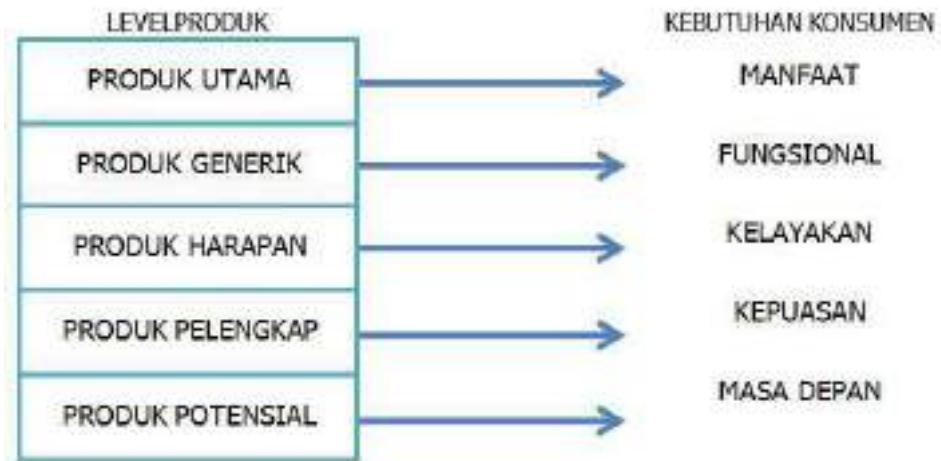 LEVELPRODUK KEBUTUHAN KONSUMEN
PRODUK UTAMA MANFAAT
PRODUK GENERIK FUNGSIONAL
PRODUK HARAPAN KELAYAKAN
PRODUK PELENGKAP KEPUASAN
PRODUK POTENSIAL MASA DEPAN